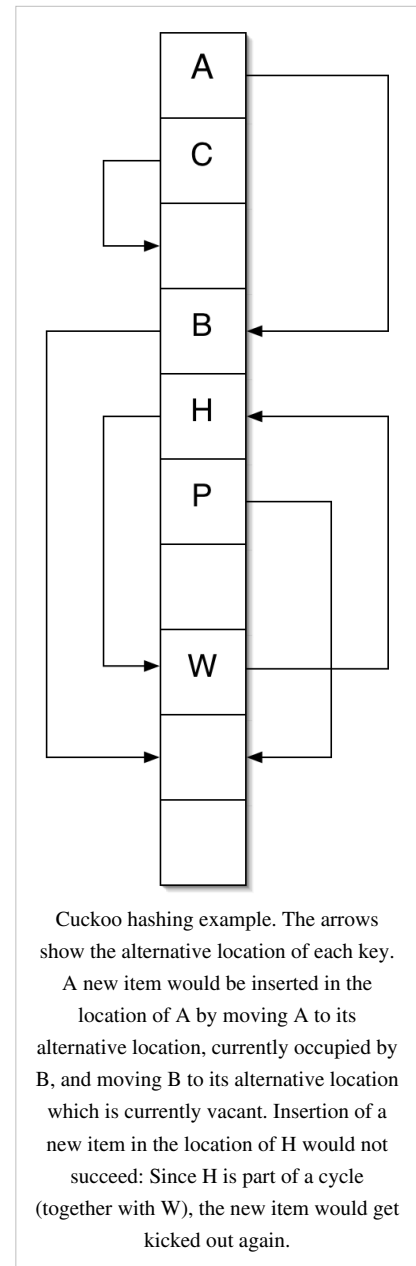 A
C
B
H
P
W
Cuckoo hashing example. The arrows
show the alternative location of each key.
A new item would be inserted in the
location of A by moving A to its
alternative location, currently occupied by
B, and moving B to its alternative location
which is currently vacant. Insertion of a
new item in the location of H would not
succeed: Since H is part of a cycle
(together with W), the new item would get
kicked out again.